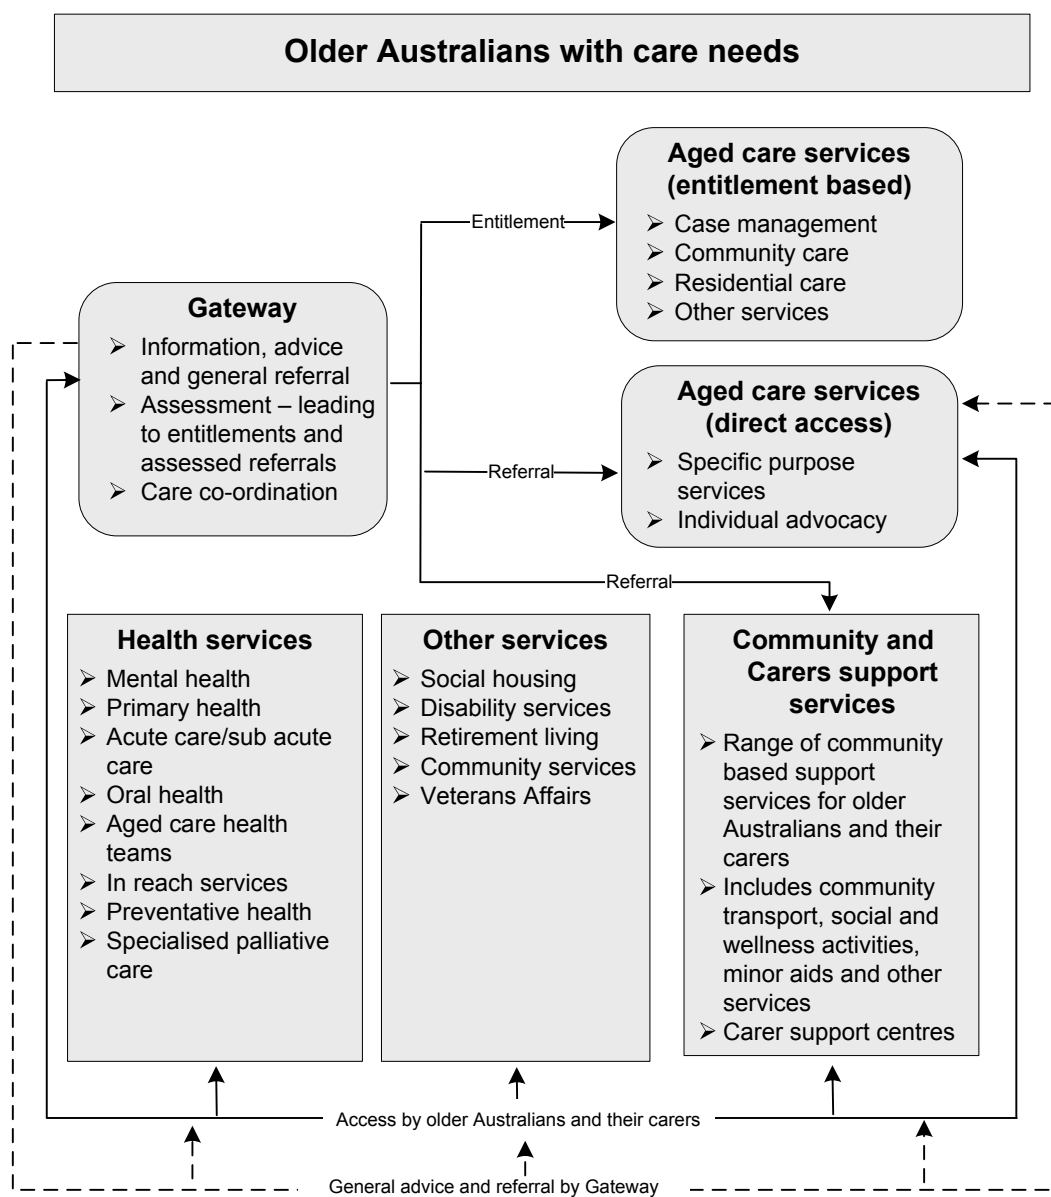 Older Australians with care needs
Aged care services
(entitlement based)
➢ Case management
➢ Community care
➢ Residential care
➢ Other services
Entitlement
Gateway
➢ Information, advice
and general referral
➢ Assessment – leading
to entitlements and
assessed referrals
➢ Care co-ordination
Aged care services
(direct access)
➢ Specific purpose
services
➢ Individual advocacy
Referral
Referral
Health services
➢ Mental health
➢ Primary health
➢ Acute care/sub acute
care
➢ Oral health
➢ Aged care health
teams
➢ In reach services
➢ Preventative health
➢ Specialised palliative
care
Other services
➢ Social housing
➢ Disability services
➢ Retirement living
➢ Community services
➢ Veterans Affairs
Community and
Carers support
services
➢ Range of community
based support
services for older
Australians and their
carers
➢ Includes community
transport, social and
wellness activities,
minor aids and other
services
➢ Carer support centres
Access by older Australians and their carers
General advice and referral by Gateway